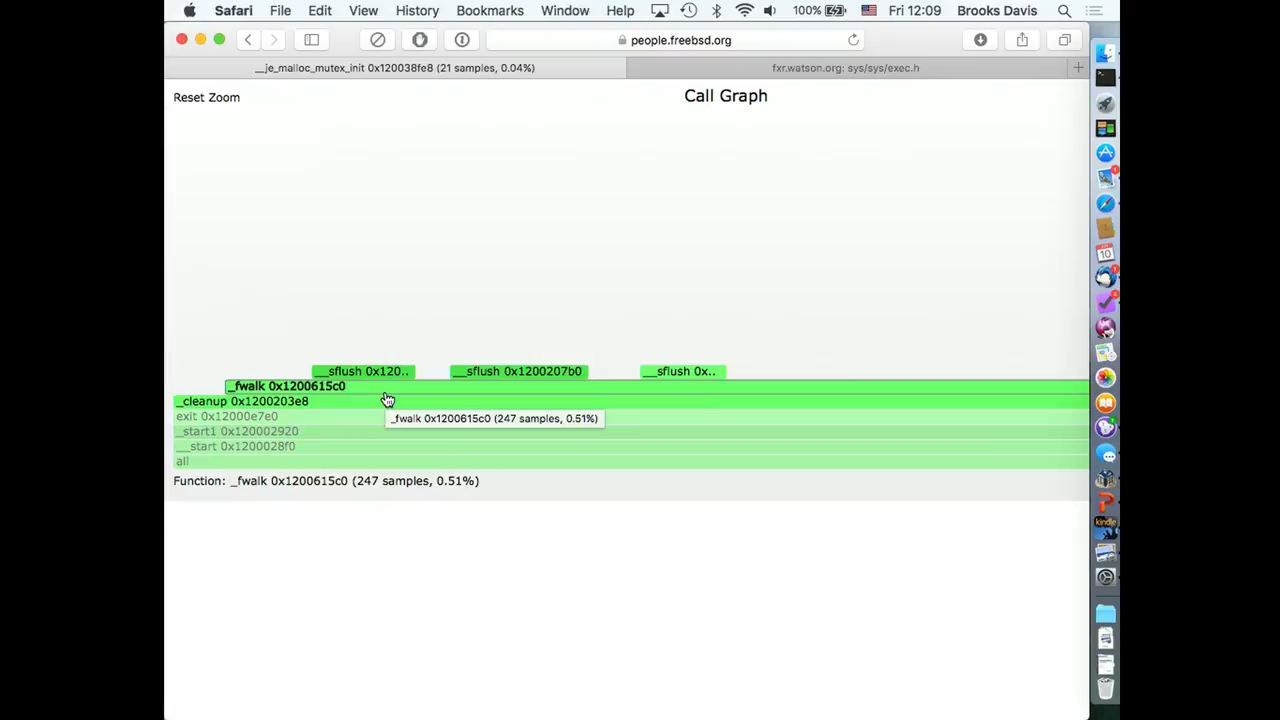 Safari File Edit View History Bookmarks Window Help 100% Fri 12:09 Brooks Davis
people.freebsd.org
__je_malloc_mutex_init 0x120038fe8 (21 samples, 0.04%) fxr.watson.org: sys/sys/exec.h
Reset Zoom Call Graph
__sflush 0x120.. __sflush 0x1200207b0 __sflush 0x..
_fwalk 0x1200615c0
_cleanup 0x1200203e8
exit 0x12000e7e0
_fwalk 0x1200615c0 (247 samples, 0.51%)
_start1 0x120002920
__start 0x1200028f0
all
Function: _fwalk 0x1200615c0 (247 samples, 0.51%)
10
kindle